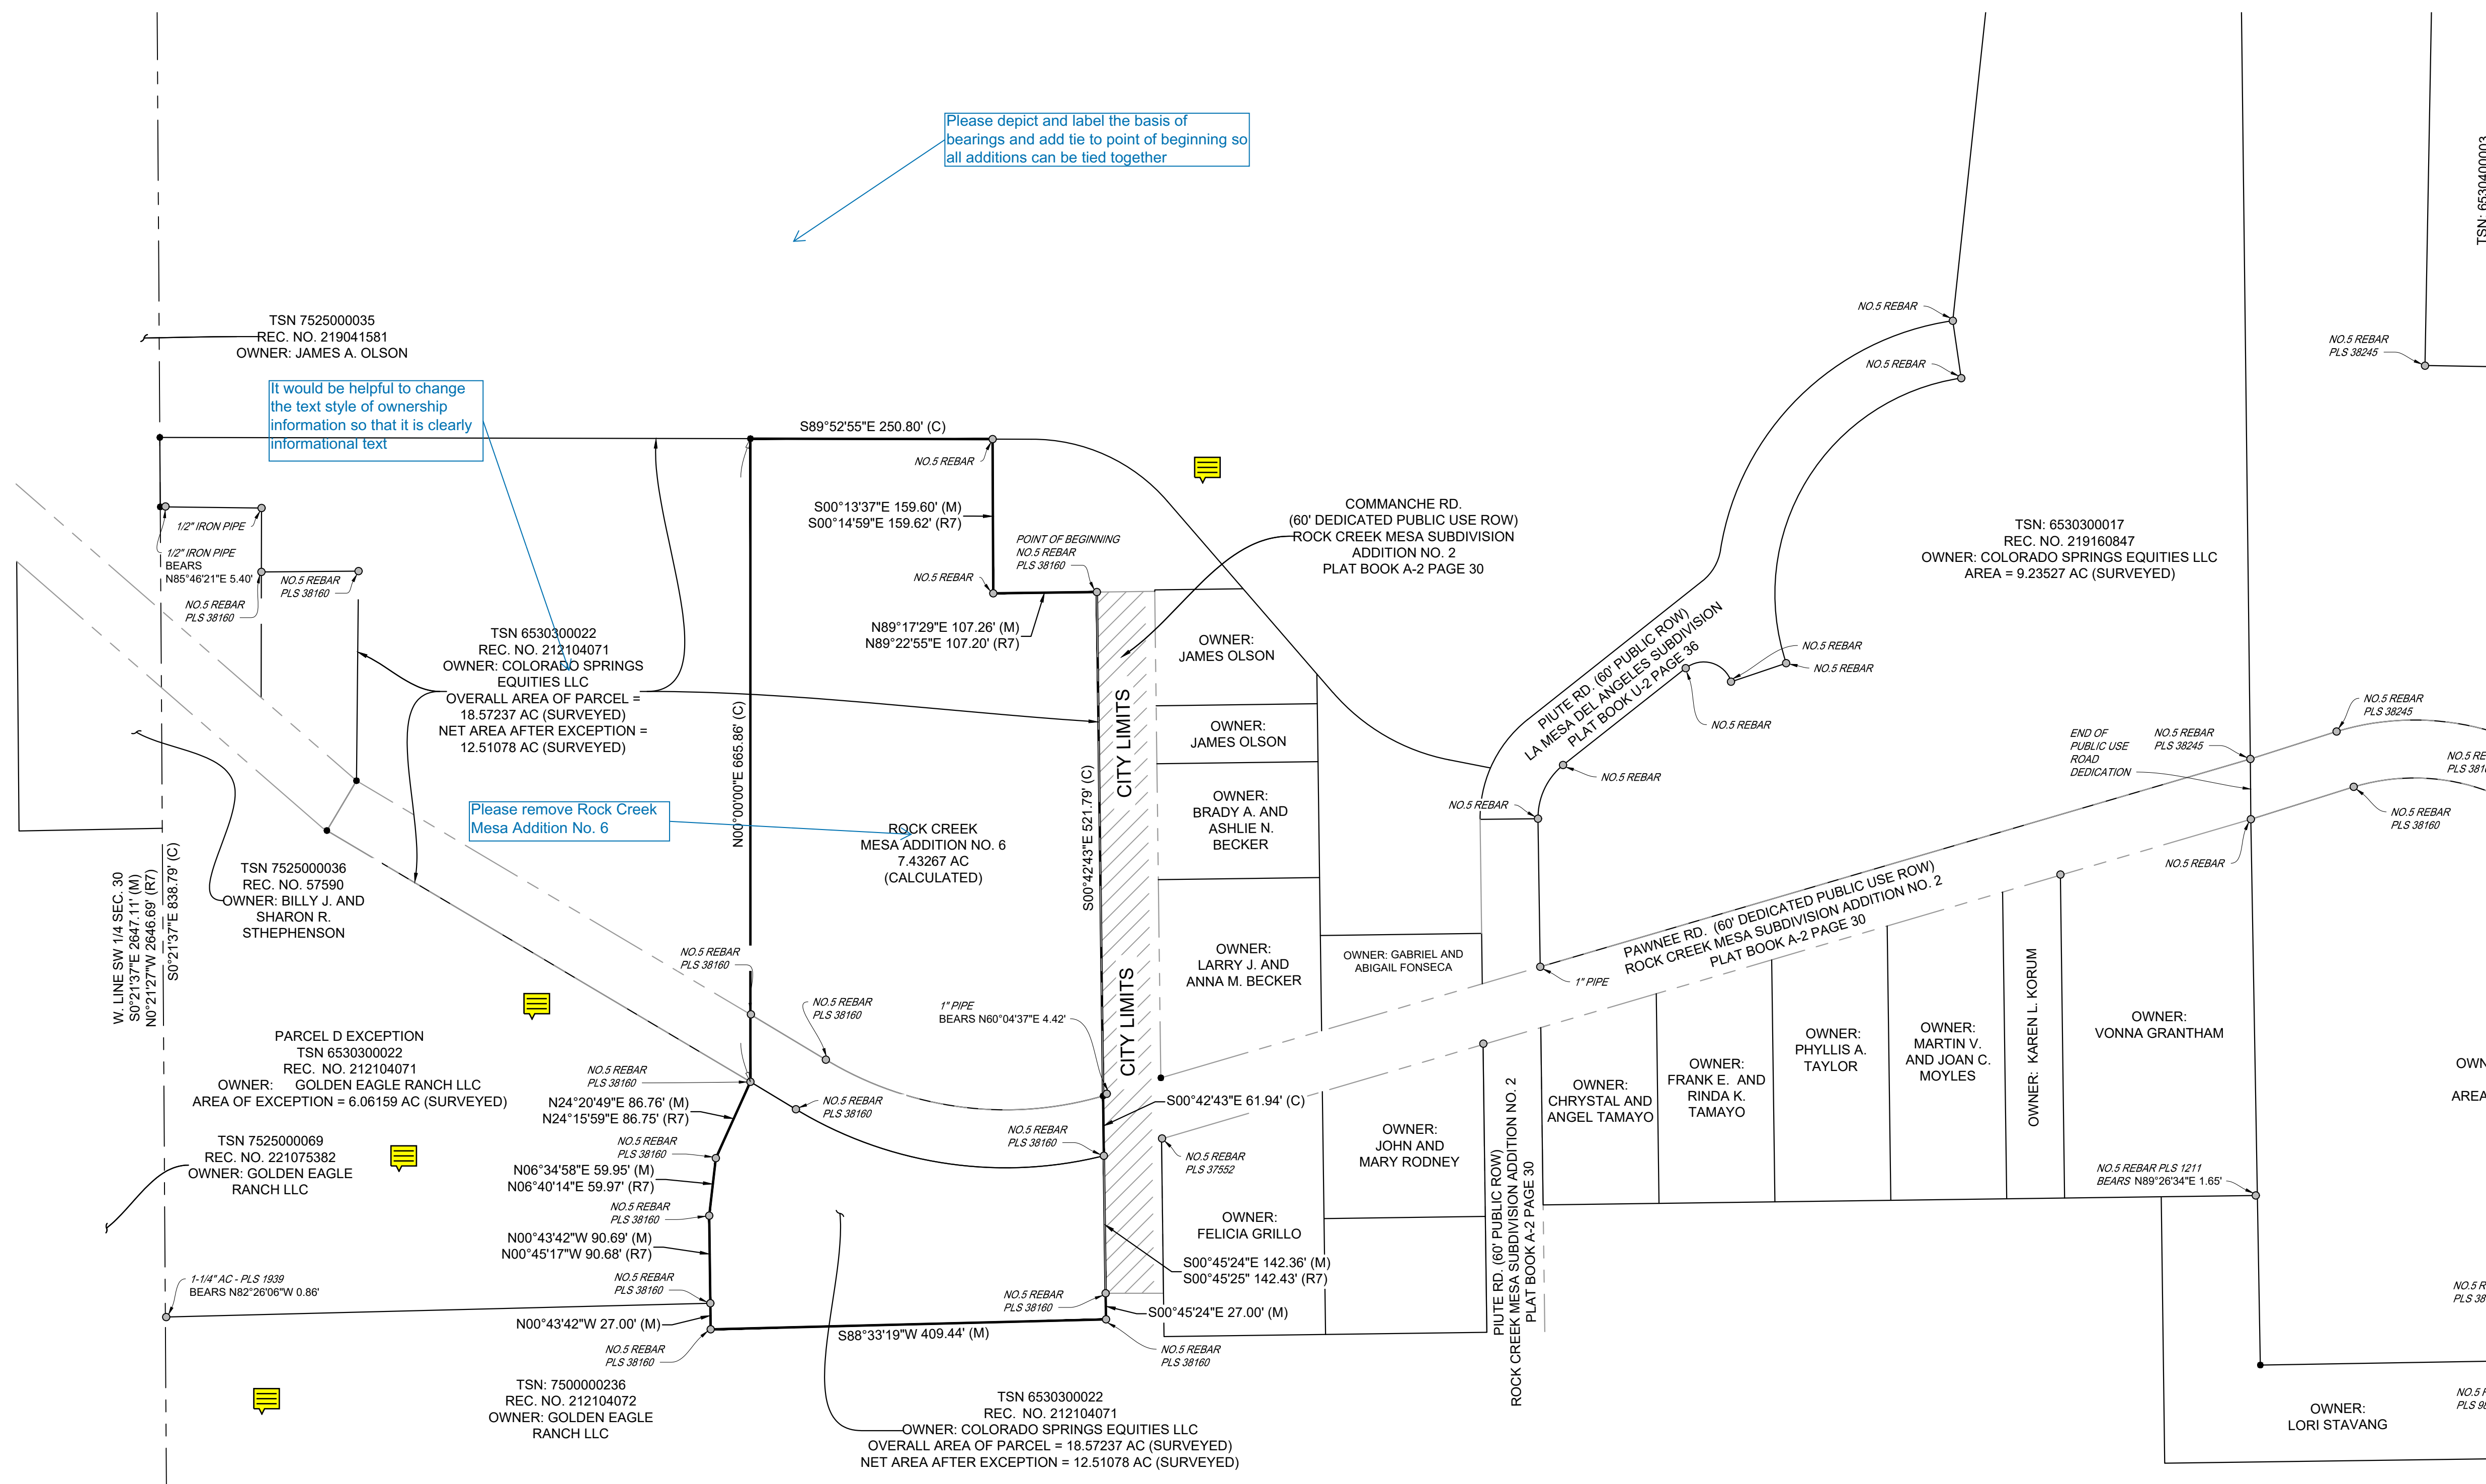 Please depict and label the basis of
bearings and add tie to point of beginning so
all additions can be tied together
TSN: 6530400003
TSN 7525000035
REC. NO. 219041581
OWNER: JAMES A. OLSON
It would be helpful to change
the text style of ownership
information so that it is clearly
informational text
S89°52'55"E 250.80' (C)
NO.5 REBAR
S00°13'37"E 159.60' (M)
S00°14'59"E 159.62' (R7)
POINT OF BEGINNING
NO.5 REBAR
PLS 38160
NO.5 REBAR
N89°17'29"E 107.26' (M)
N89°22'55"E 107.20' (R7)
COMMANCHE RD.
(60' DEDICATED PUBLIC USE ROW)
ROCK CREEK MESA SUBDIVISION
ADDITION NO. 2
PLAT BOOK A-2 PAGE 30
NO.5 REBAR
NO.5 REBAR
NO.5 REBAR
PLS 38245
TSN: 6530300017
REC. NO. 219160847
OWNER: COLORADO SPRINGS EQUITIES LLC
AREA = 9.23527 AC (SURVEYED)
1/2" IRON PIPE
1/2" IRON PIPE
BEARS
N85°46'21"E 5.40'
NO.5 REBAR
PLS 38160
NO.5 REBAR
PLS 38160
TSN 6530300022
REC. NO. 212104071
OWNER: COLORADO SPRINGS
EQUITIES LLC
OVERALL AREA OF PARCEL =
18.57237 AC (SURVEYED)
NET AREA AFTER EXCEPTION =
12.51078 AC (SURVEYED)
N00°00'00"E 665.86' (C)
S00°42'43"E 521.79' (C)
CITY LIMITS
CITY LIMITS
OWNER:
JAMES OLSON
OWNER:
JAMES OLSON
OWNER:
BRADY A. AND
ASHLIE N.
BECKER
OWNER:
LARRY J. AND
ANNA M. BECKER
OWNER: GABRIEL AND
ABIGAIL FONSECA
PIUTE RD. (60' PUBLIC ROW)
LA MESA DEL ANGELES SUBDIVISION
PLAT BOOK U-2 PAGE 36
NO.5 REBAR
NO.5 REBAR
NO.5 REBAR
NO.5 REBAR
NO.5 REBAR
END OF
PUBLIC USE
ROAD
DEDICATION
NO.5 REBAR
PLS 38245
NO.5 REBAR
PLS 38245
NO.5 RE
PLS 381
NO.5 REBAR
PLS 38160
NO.5 REBAR
Please remove Rock Creek
Mesa Addition No. 6
ROCK CREEK
MESA ADDITION NO. 6
7.43267 AC
(CALCULATED)
PAWNEE RD. (60' DEDICATED PUBLIC USE ROW)
ROCK CREEK MESA SUBDIVISION ADDITION NO. 2
PLAT BOOK A-2 PAGE 30
1" PIPE
W. LINE SW 1/4 SEC. 30
S0°21'37"E 2647.11' (M)
N0°21'27"W 2646.69' (R7)
S0°21'37"E 838.79' (C)
TSN 7525000036
REC. NO. 57590
OWNER: BILLY J. AND
SHARON R.
STHEPHENSON
NO.5 REBAR
PLS 38160
NO.5 REBAR
PLS 38160
1" PIPE
BEARS N60°04'37"E 4.42'
PARCEL D EXCEPTION
TSN 6530300022
REC. NO. 212104071
OWNER: GOLDEN EAGLE RANCH LLC
AREA OF EXCEPTION = 6.06159 AC (SURVEYED)
NO.5 REBAR
PLS 38160
N24°20'49"E 86.76' (M)
N24°15'59"E 86.75' (R7)
NO.5 REBAR
PLS 38160
S00°42'43"E 61.94' (C)
NO.5 REBAR
PLS 38160
NO.5 REBAR
PLS 38160
N06°34'58"E 59.95' (M)
N06°40'14"E 59.97' (R7)
NO.5 REBAR
PLS 37552
TSN 7525000069
REC. NO. 221075382
OWNER: GOLDEN EAGLE
RANCH LLC
NO.5 REBAR
PLS 38160
N00°43'42"W 90.69' (M)
N00°45'17"W 90.68' (R7)
OWNER:
FELICIA GRILLO
OWNER:
JOHN AND
MARY RODNEY
S00°45'24"E 142.36' (M)
S00°45'25" 142.43' (R7)
PIUTE RD. (60' PUBLIC ROW)
ROCK CREEK MESA SUBDIVISION ADDITION NO. 2
PLAT BOOK A-2 PAGE 30
OWNER:
CHRYSTAL AND
ANGEL TAMAYO
OWNER:
FRANK E. AND
RINDA K.
TAMAYO
OWNER:
PHYLLIS A.
TAYLOR
OWNER:
MARTIN V.
AND JOAN C.
MOYLES
OWNER: KAREN L. KORUM
OWNER:
VONNA GRANTHAM
OWN
AREA
NO.5 REBAR PLS 1211
BEARS N89°26'34"E 1.65'
1-1/4" AC - PLS 1939
BEARS N82°26'06"W 0.86'
NO.5 REBAR
PLS 38160
N00°43'42"W 27.00' (M)
NO.5 REBAR
PLS 38160
NO.5 REBAR
PLS 38160
S00°45'24"E 27.00' (M)
S88°33'19"W 409.44' (M)
NO.5 REBAR
PLS 38160
NO.5 R
PLS 38
TSN: 7500000236
REC. NO. 212104072
OWNER: GOLDEN EAGLE
RANCH LLC
TSN 6530300022
REC. NO. 212104071
OWNER: COLORADO SPRINGS EQUITIES LLC
OVERALL AREA OF PARCEL = 18.57237 AC (SURVEYED)
NET AREA AFTER EXCEPTION = 12.51078 AC (SURVEYED)
OWNER:
LORI STAVANG
NO.5 F
PLS 98